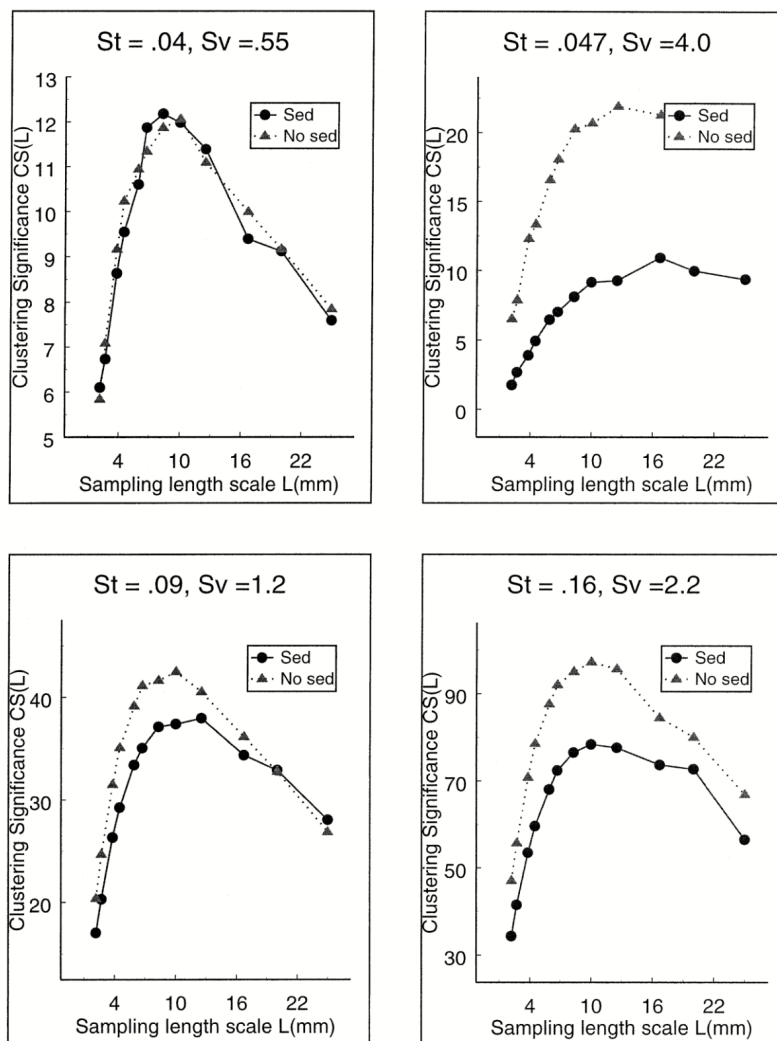 St = .04, Sv =.55
Clustering Significance CS(L)
13
12
11
10
9
8
7
6
5
Sed
No sed
4 10 16 22
Sampling length scale L(mm)
St = .047, Sv =4.0
Clustering Significance CS(L)
20
15
10
5
0
Sed
No sed
4 10 16 22
Sampling length scale L(mm)
St = .09, Sv =1.2
Clustering Significance CS(L)
40
30
20
Sed
No sed
4 10 16 22
Sampling length scale L(mm)
St = .16, Sv =2.2
Clustering Significance CS(L)
90
70
50
30
Sed
No sed
4 10 16 22
Sampling length scale L(mm)